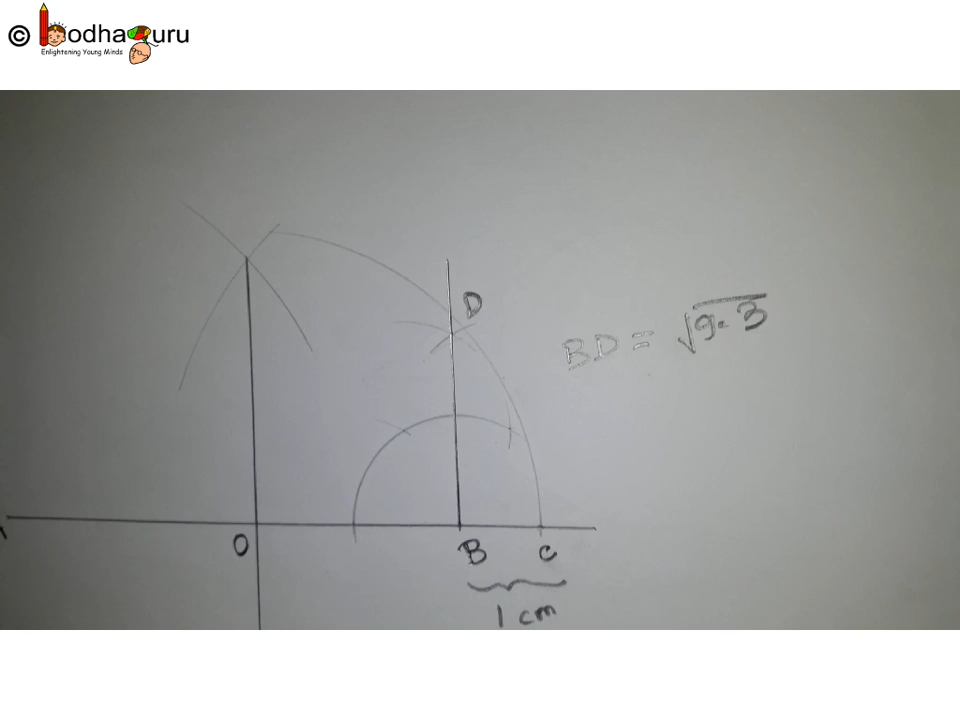 © Bodhaguru
Enlightening Young Minds
D
BD = √9.3
O
B
C
1 cm